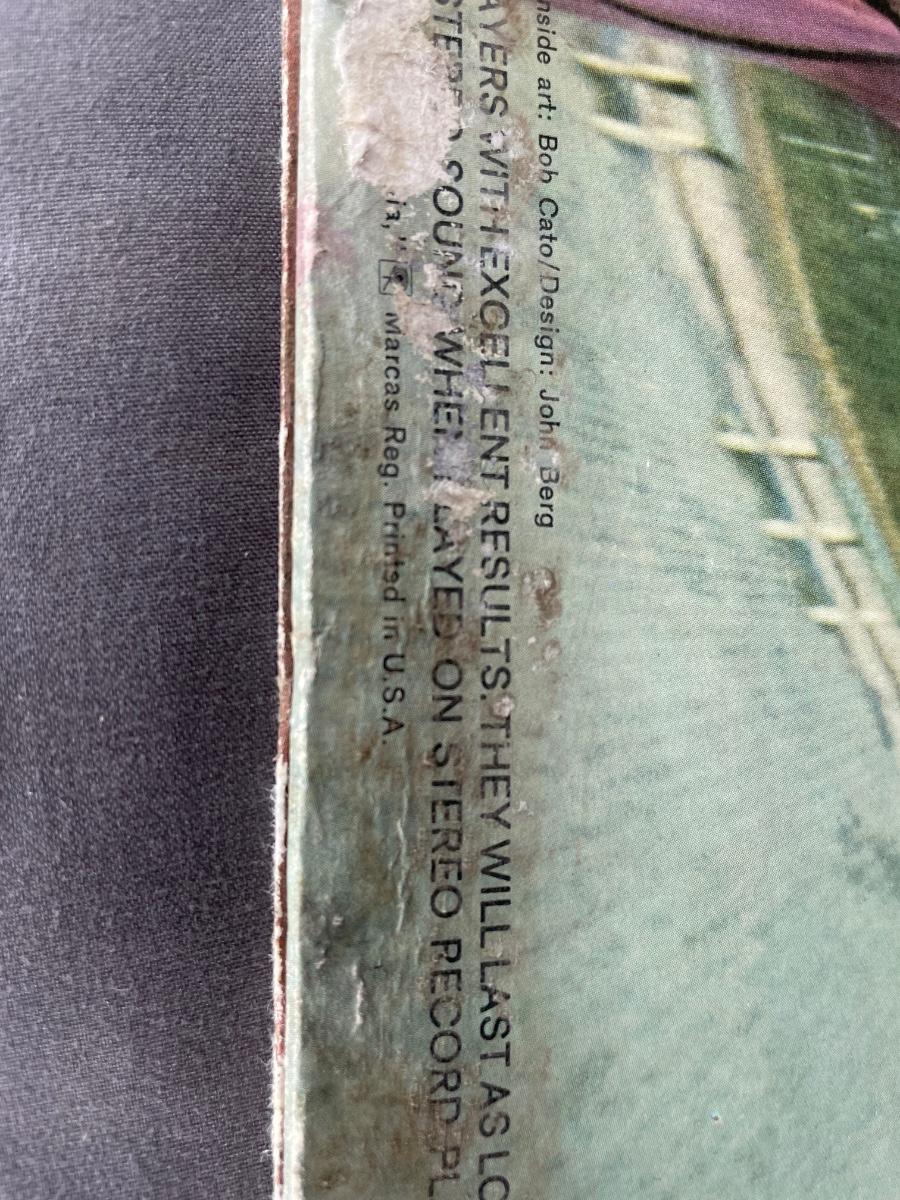 nside art: Bob Cato/Design: John Berg
AYERS WITH EXCELLENT RESULTS. THEY WILL LAST AS LO
STEREO SOUND WHEN PLAYED ON STEREO RECORD PL
Marcas Reg. Printed in U.S.A.